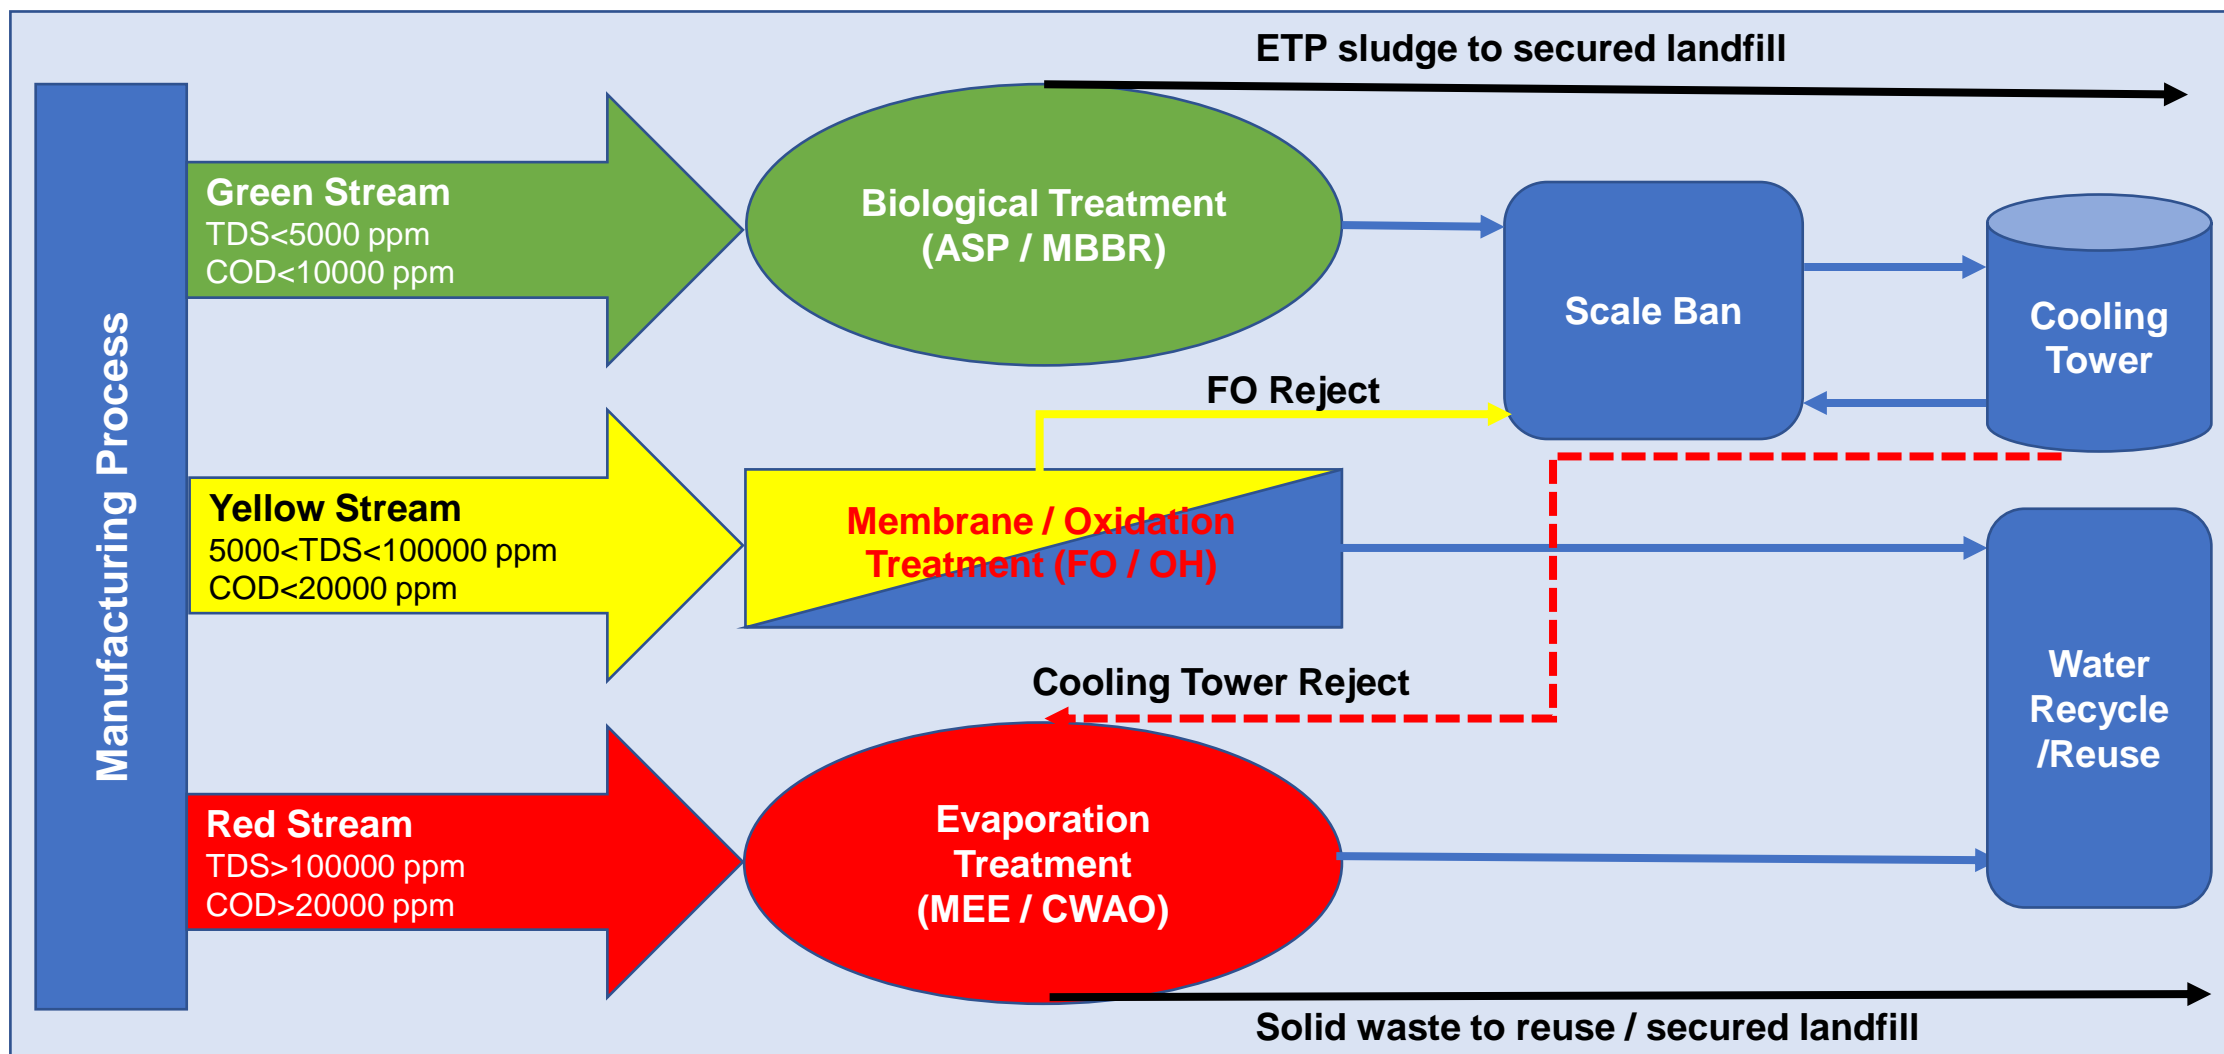 ETP sludge to secured landfill
Manufacturing Process
Green Stream
TDS<5000 ppm
COD<10000 ppm
Biological Treatment
(ASP / MBBR)
Scale Ban
Cooling
Tower
FO Reject
Yellow Stream
5000<TDS<100000 ppm
COD<20000 ppm
Membrane / Oxidation
Treatment (FO / OH)
Cooling Tower Reject
Water
Recycle
/Reuse
Red Stream
TDS>100000 ppm
COD>20000 ppm
Evaporation
Treatment
(MEE / CWAO)
Solid waste to reuse / secured landfill